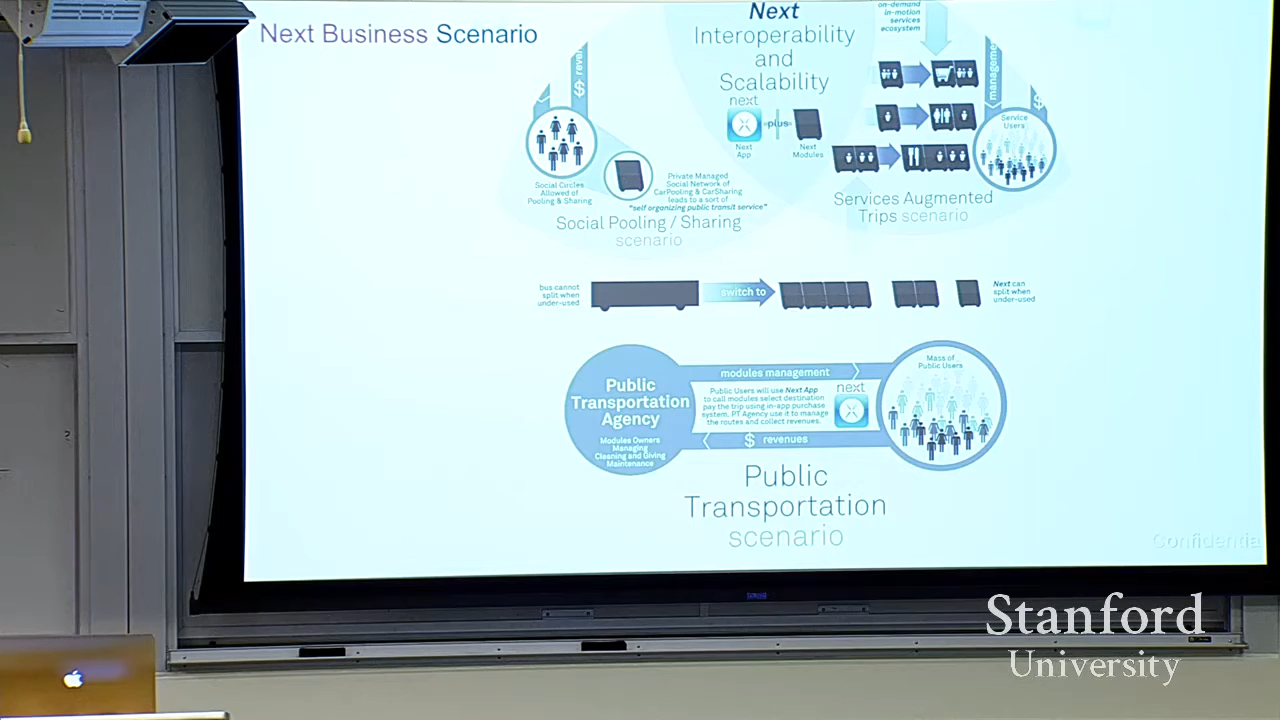 Next Business Scenario
Next
Interoperability
and
Scalability
next
plus
Next
App
Next
Modules
on-demand
in-motion
services
ecosystem
$
Social Circles
Allowed of
Pooling & Sharing
Private Managed
Social Network of
CarPooling & CarSharing
leads to a sort of
"self organizing public transit service"
Social Pooling / Sharing
scenario
$
Service
Users
Services Augmented
Trips scenario
bus cannot
split when
under-used
switch to
Next can
split when
under-used
Public
Transportation
Agency
Modules Owners
Managing
Cleaning and Giving
Maintenance
modules management
Public Users will use Next App
to call modules select destination
pay the trip using in-app purchase
system. PT Agency use it to manage
the routes and collect revenues.
next
$ revenues
Mass of
Public Users
Public
Transportation
scenario
Stanford
University